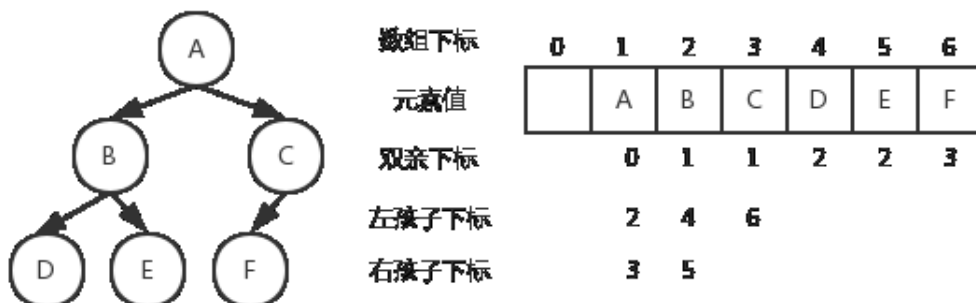 A
B C
D E F
数组下标 0 1 2 3 4 5 6
元素值 A B C D E F
双亲下标 0 1 1 2 2 3
左孩子下标 2 4 6
右孩子下标 3 5